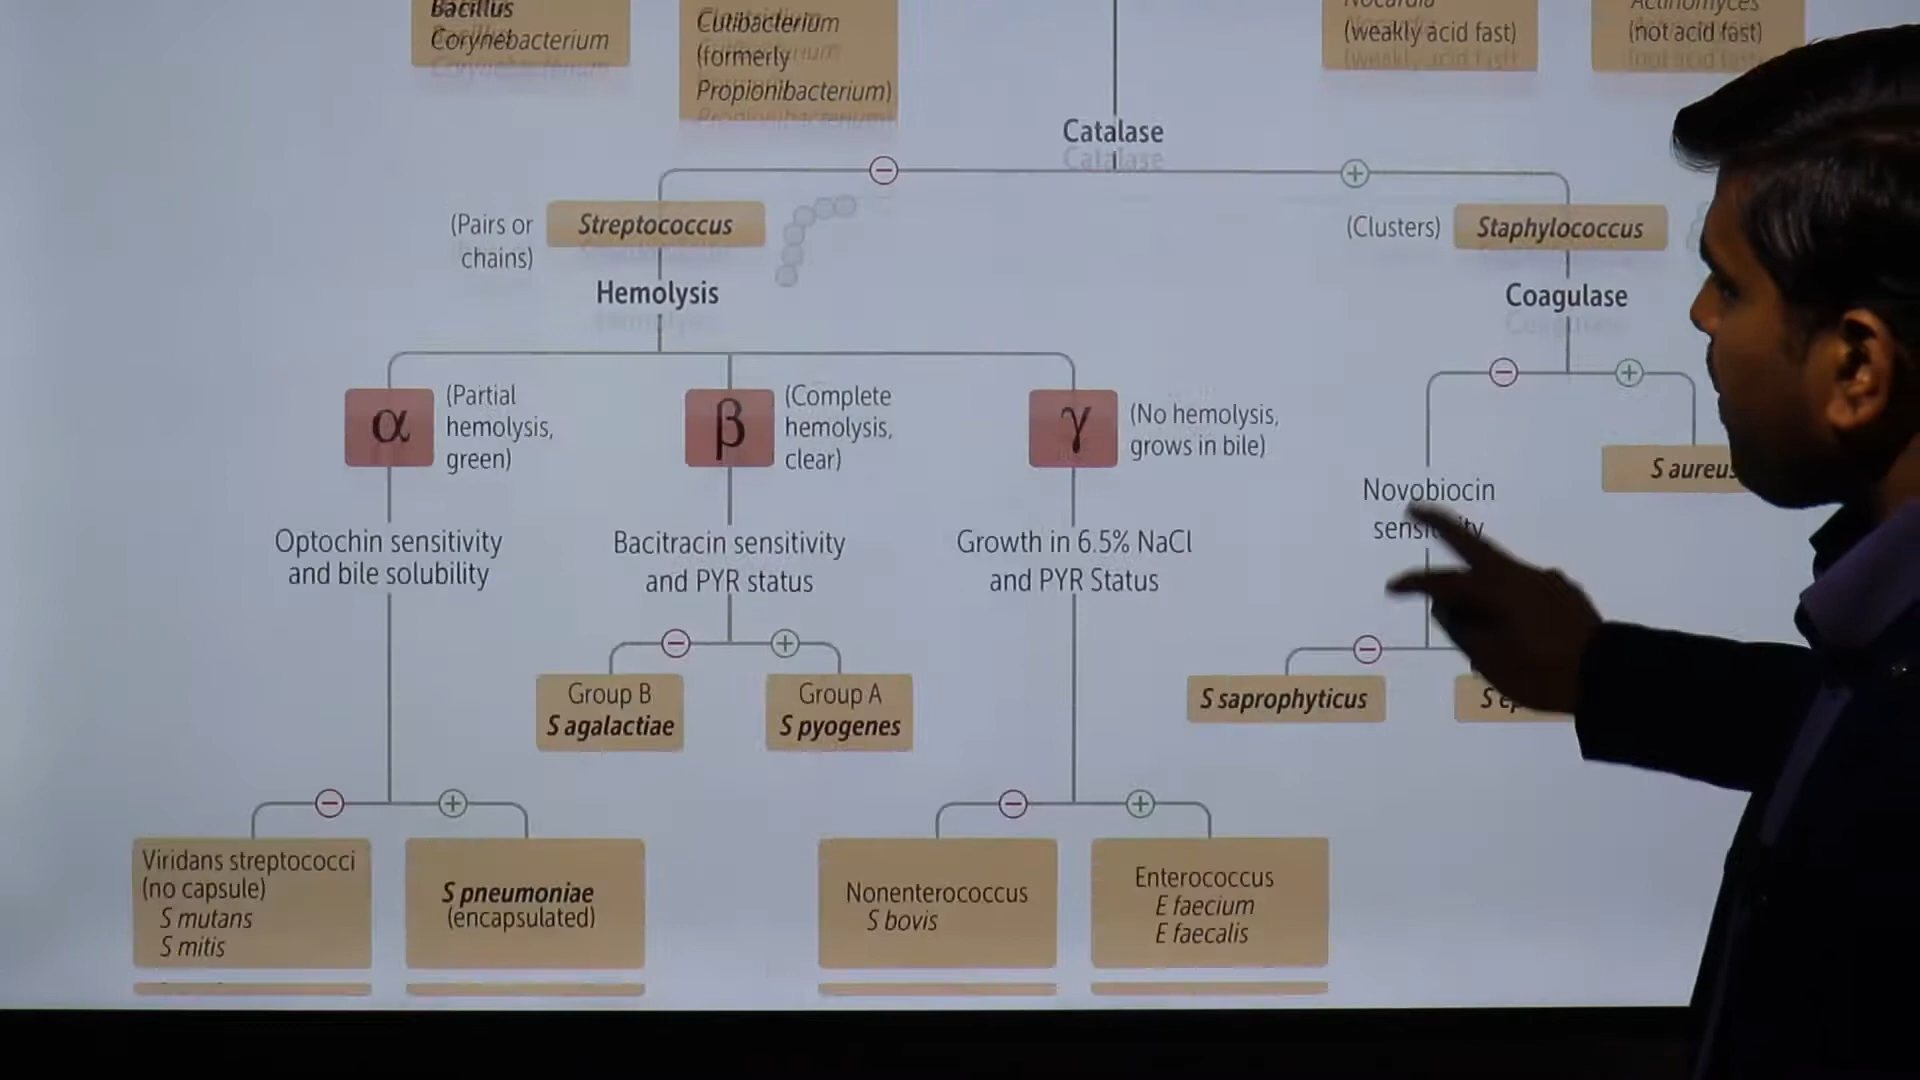 Bacillus
Corynebacterium
Cutibacterium
(formerly
Propionibacterium)
Nocardia
(weakly acid fast)
Actinomyces
(not acid fast)
Catalase
(Pairs or
chains)
Streptococcus
(Clusters)
Staphylococcus
Hemolysis
Coagulase
α
(Partial
hemolysis,
green)
β
(Complete
hemolysis,
clear)
γ
(No hemolysis,
grows in bile)
S aureus
Novobiocin
sensitivity
Optochin sensitivity
and bile solubility
Bacitracin sensitivity
and PYR status
Growth in 6.5% NaCl
and PYR Status
Group B
S agalactiae
Group A
S pyogenes
S saprophyticus
Viridans streptococci
(no capsule)
S mutans
S mitis
S pneumoniae
(encapsulated)
Nonenterococcus
S bovis
Enterococcus
E faecium
E faecalis